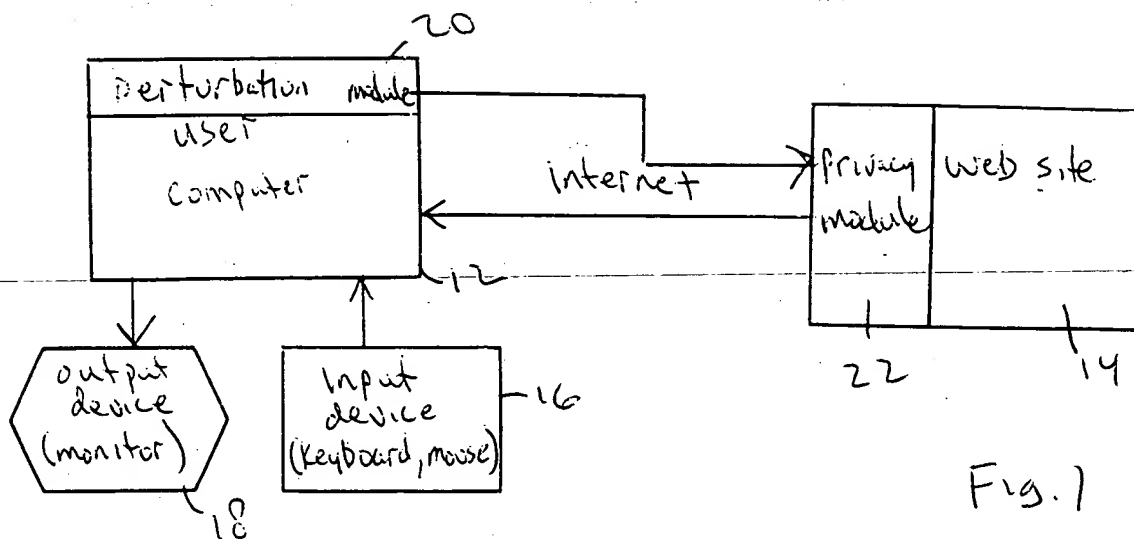 20
Perturbation module
user
computer
12
internet
privacy
module
web site
22
14
output
device
(monitor)
18
Input
device
(keyboard, mouse)
16
Fig. 1